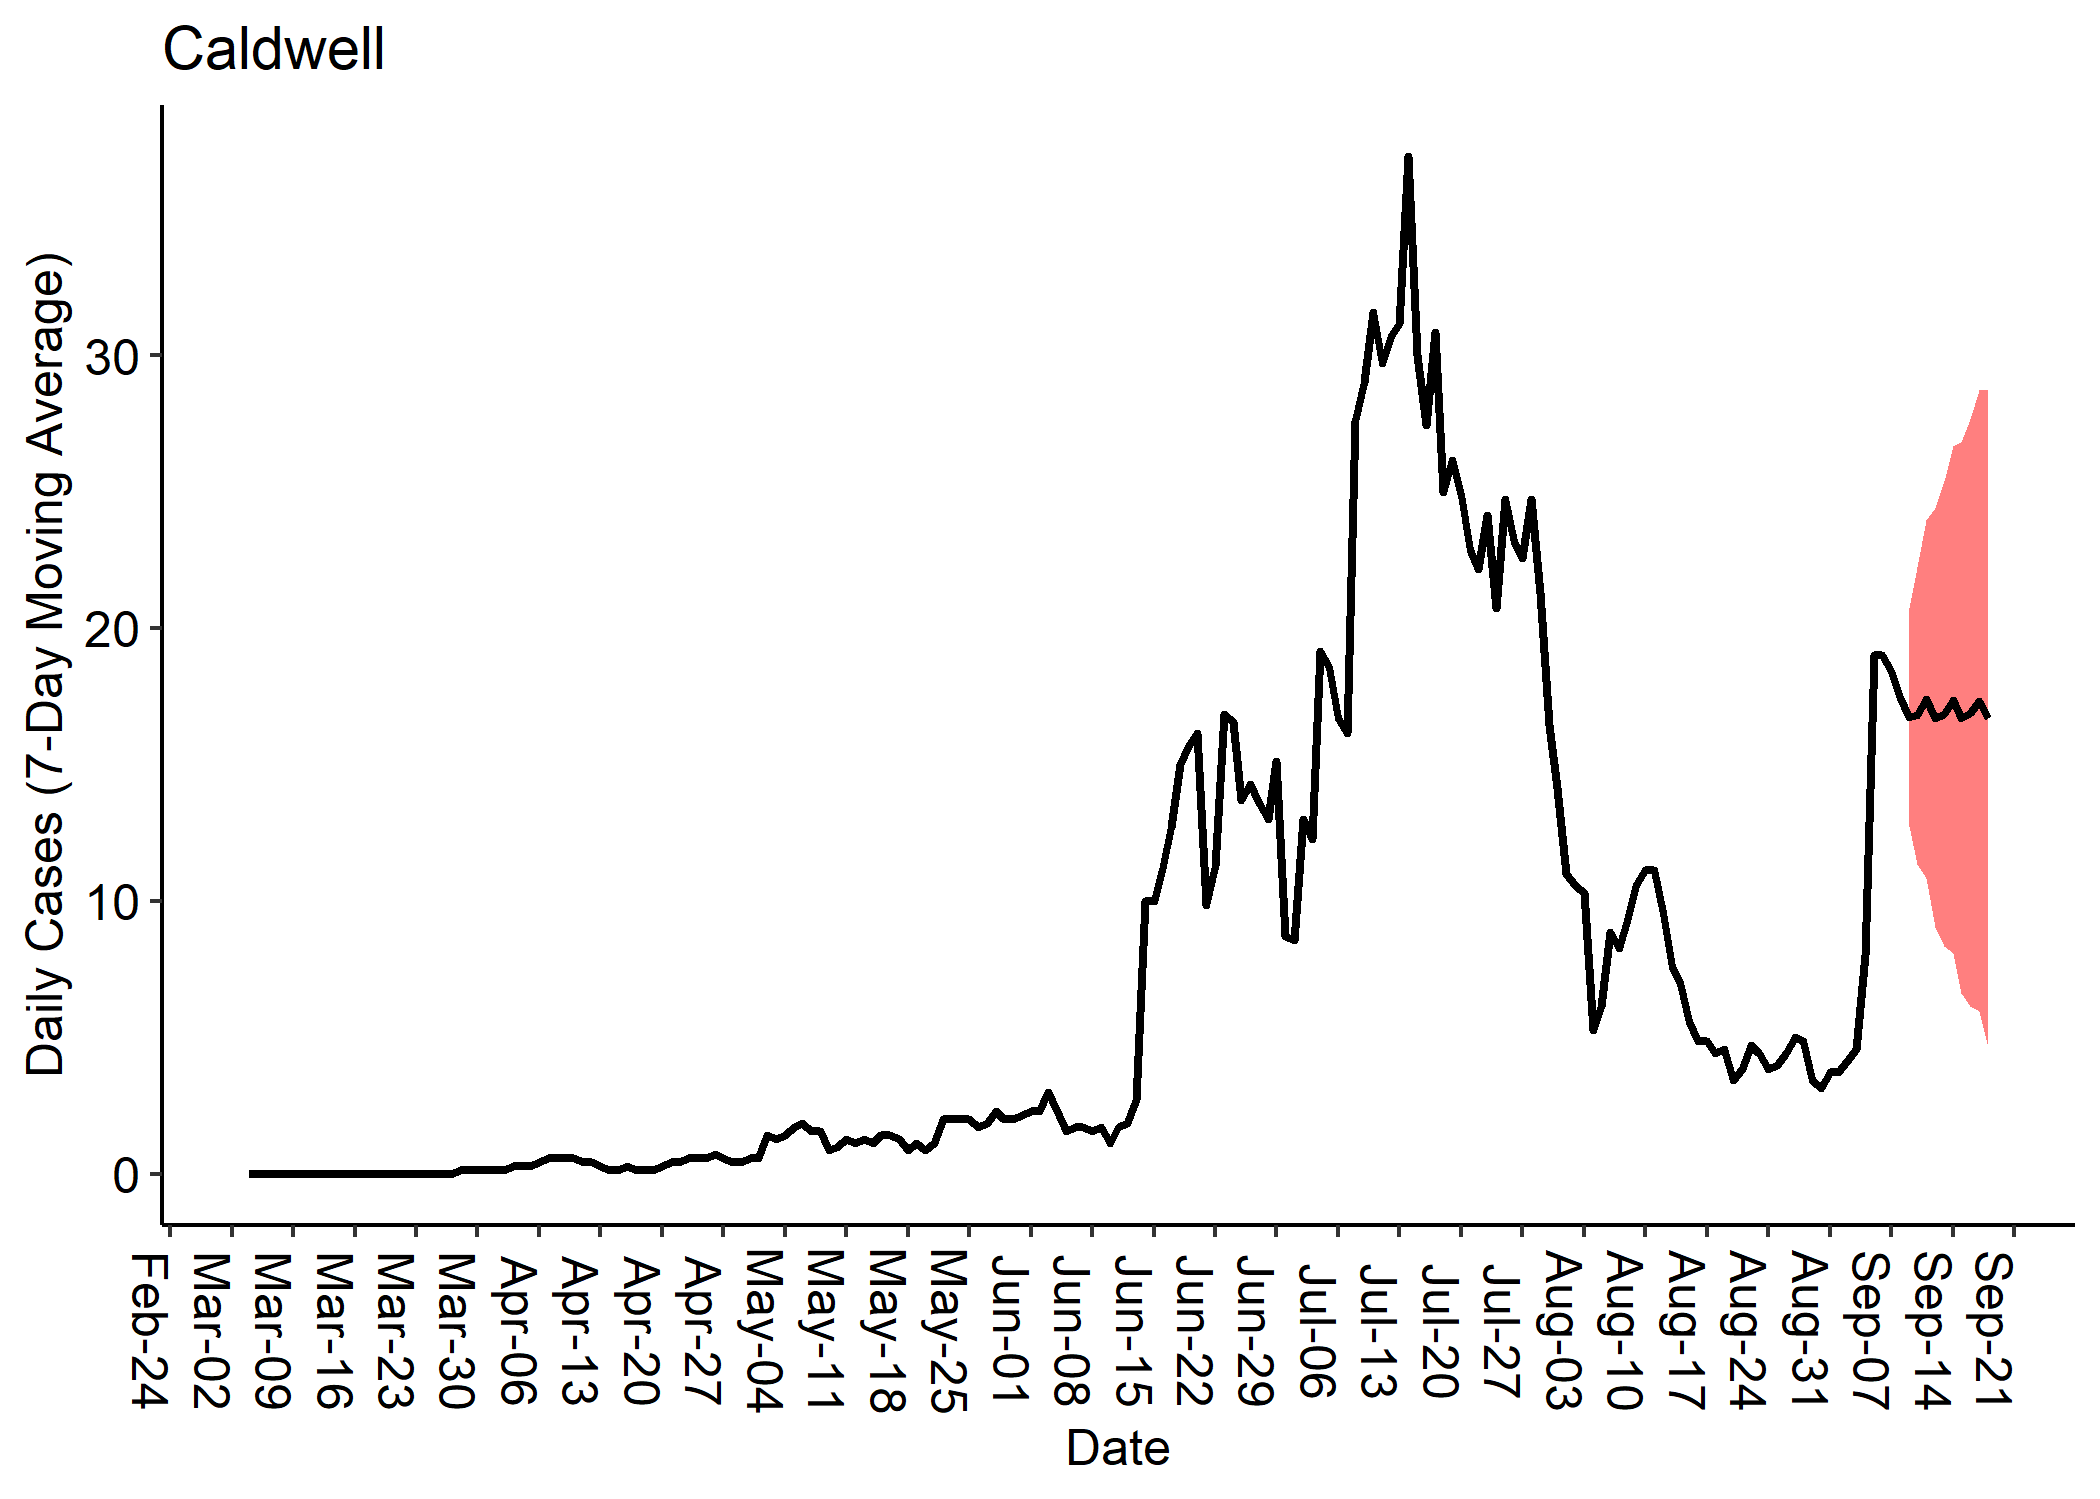 Caldwell
Daily Cases (7-Day Moving Average)
30
20
10
0
Feb-24
Mar-02
Mar-09
Mar-16
Mar-23
Mar-30
Apr-06
Apr-13
Apr-20
Apr-27
May-04
May-11
May-18
May-25
Jun-01
Jun-08
Jun-15
Jun-22
Jun-29
Jul-06
Jul-13
Jul-20
Jul-27
Aug-03
Aug-10
Aug-17
Aug-24
Aug-31
Sep-07
Sep-14
Sep-21
Date